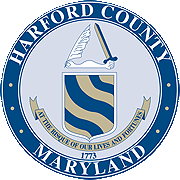 HARFORD COUNTY
AT THE RISQUE OF OUR LIVES AND FORTUNES
1773
MARYLAND